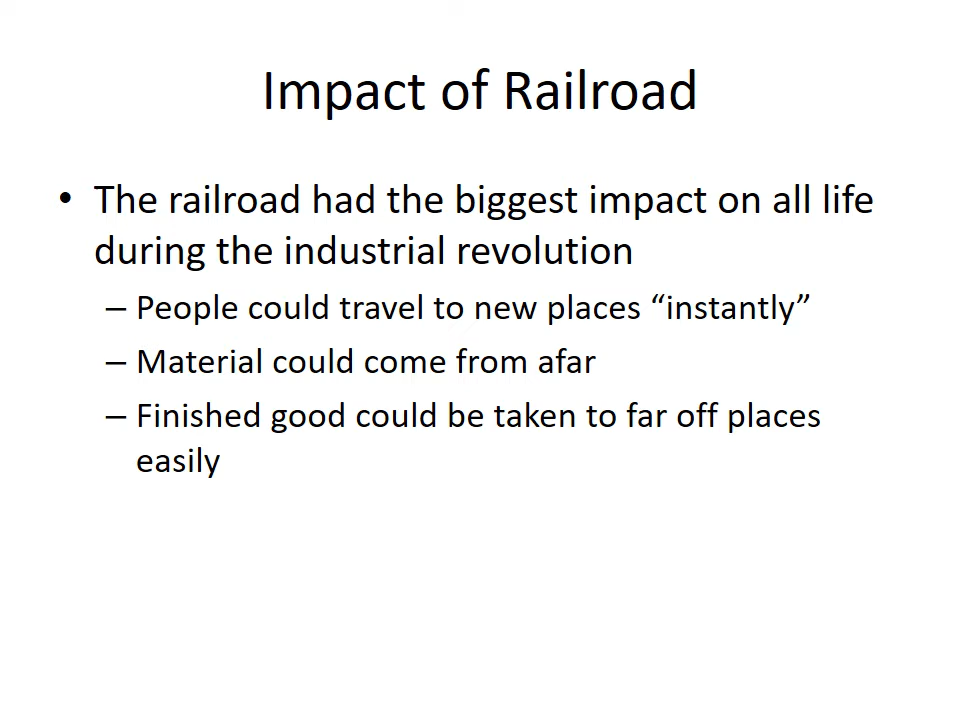 Impact of Railroad
• The railroad had the biggest impact on all life
during the industrial revolution
– People could travel to new places “instantly”
– Material could come from afar
– Finished good could be taken to far off places
easily